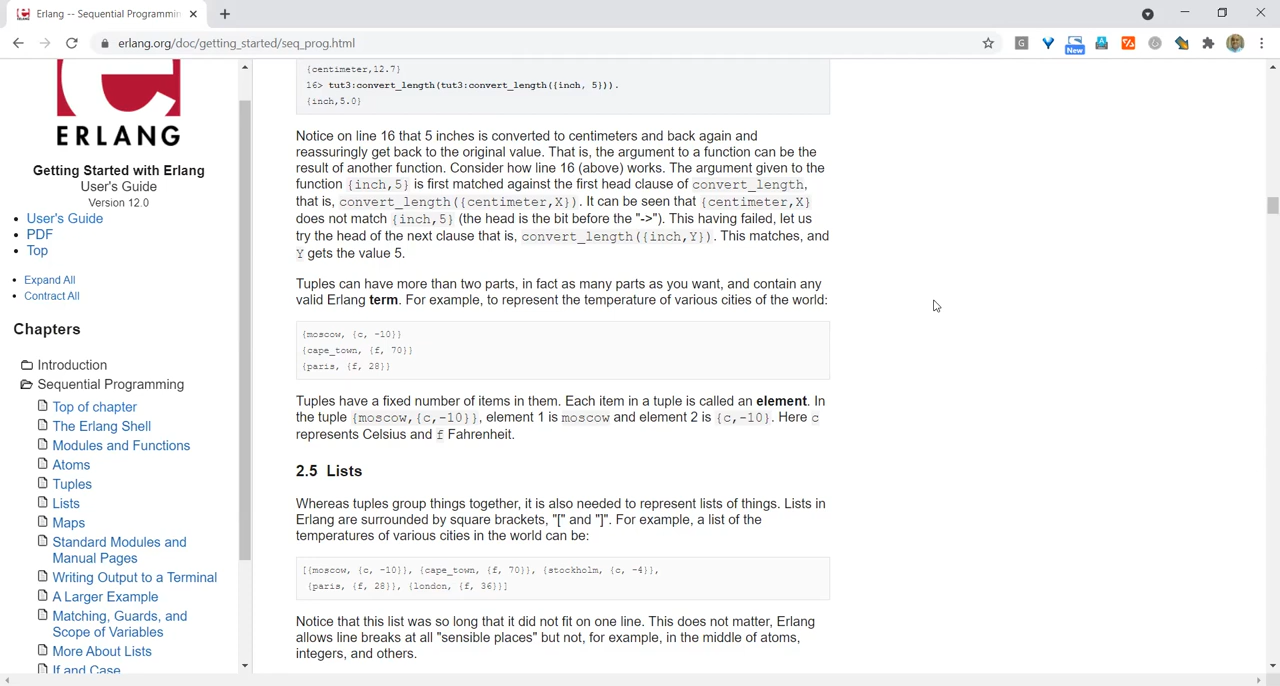 Erlang -- Sequential Programmin
erlang.org/doc/getting_started/seq_prog.html
New
ERLANG
Getting Started with Erlang
User's Guide
Version 12.0
User's Guide
PDF
Top
Expand All
Contract All
Chapters
Introduction
Sequential Programming
Top of chapter
The Erlang Shell
Modules and Functions
Atoms
Tuples
Lists
Maps
Standard Modules and
Manual Pages
Writing Output to a Terminal
A Larger Example
Matching, Guards, and
Scope of Variables
More About Lists
If and Case
{centimeter,12.7}
16> tut3:convert_length(tut3:convert_length({inch, 5})).
{inch,5.0}
Notice on line 16 that 5 inches is converted to centimeters and back again and
reassuringly get back to the original value. That is, the argument to a function can be the
result of another function. Consider how line 16 (above) works. The argument given to the
function {inch,5} is first matched against the first head clause of convert_length,
that is, convert_length({centimeter,X}). It can be seen that {centimeter,X}
does not match {inch,5} (the head is the bit before the "->"). This having failed, let us
try the head of the next clause that is, convert_length({inch,Y}). This matches, and
Y gets the value 5.
Tuples can have more than two parts, in fact as many parts as you want, and contain any
valid Erlang term. For example, to represent the temperature of various cities of the world:
{moscow, {c, -10}}
{cape_town, {f, 70}}
{paris, {f, 28}}
Tuples have a fixed number of items in them. Each item in a tuple is called an element. In
the tuple {moscow,{c,-10}}, element 1 is moscow and element 2 is {c,-10}. Here c
represents Celsius and f Fahrenheit.
2.5 Lists
Whereas tuples group things together, it is also needed to represent lists of things. Lists in
Erlang are surrounded by square brackets, "[" and "]". For example, a list of the
temperatures of various cities in the world can be:
[{moscow, {c, -10}}, {cape_town, {f, 70}}, {stockholm, {c, -4}},
{paris, {f, 28}}, {london, {f, 36}}]
Notice that this list was so long that it did not fit on one line. This does not matter, Erlang
allows line breaks at all "sensible places" but not, for example, in the middle of atoms,
integers, and others.